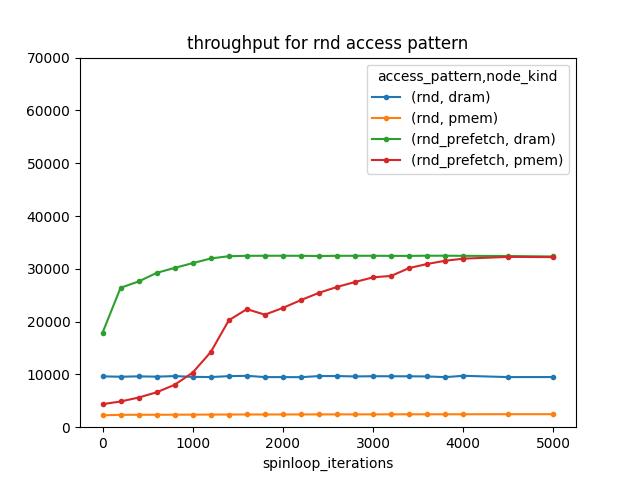 throughput for rnd access pattern
70000
60000
50000
40000
30000
20000
10000
0
access_pattern,node_kind
(rnd, dram)
(rnd, pmem)
(rnd_prefetch, dram)
(rnd_prefetch, pmem)
0 1000 2000 3000 4000 5000
spinloop_iterations